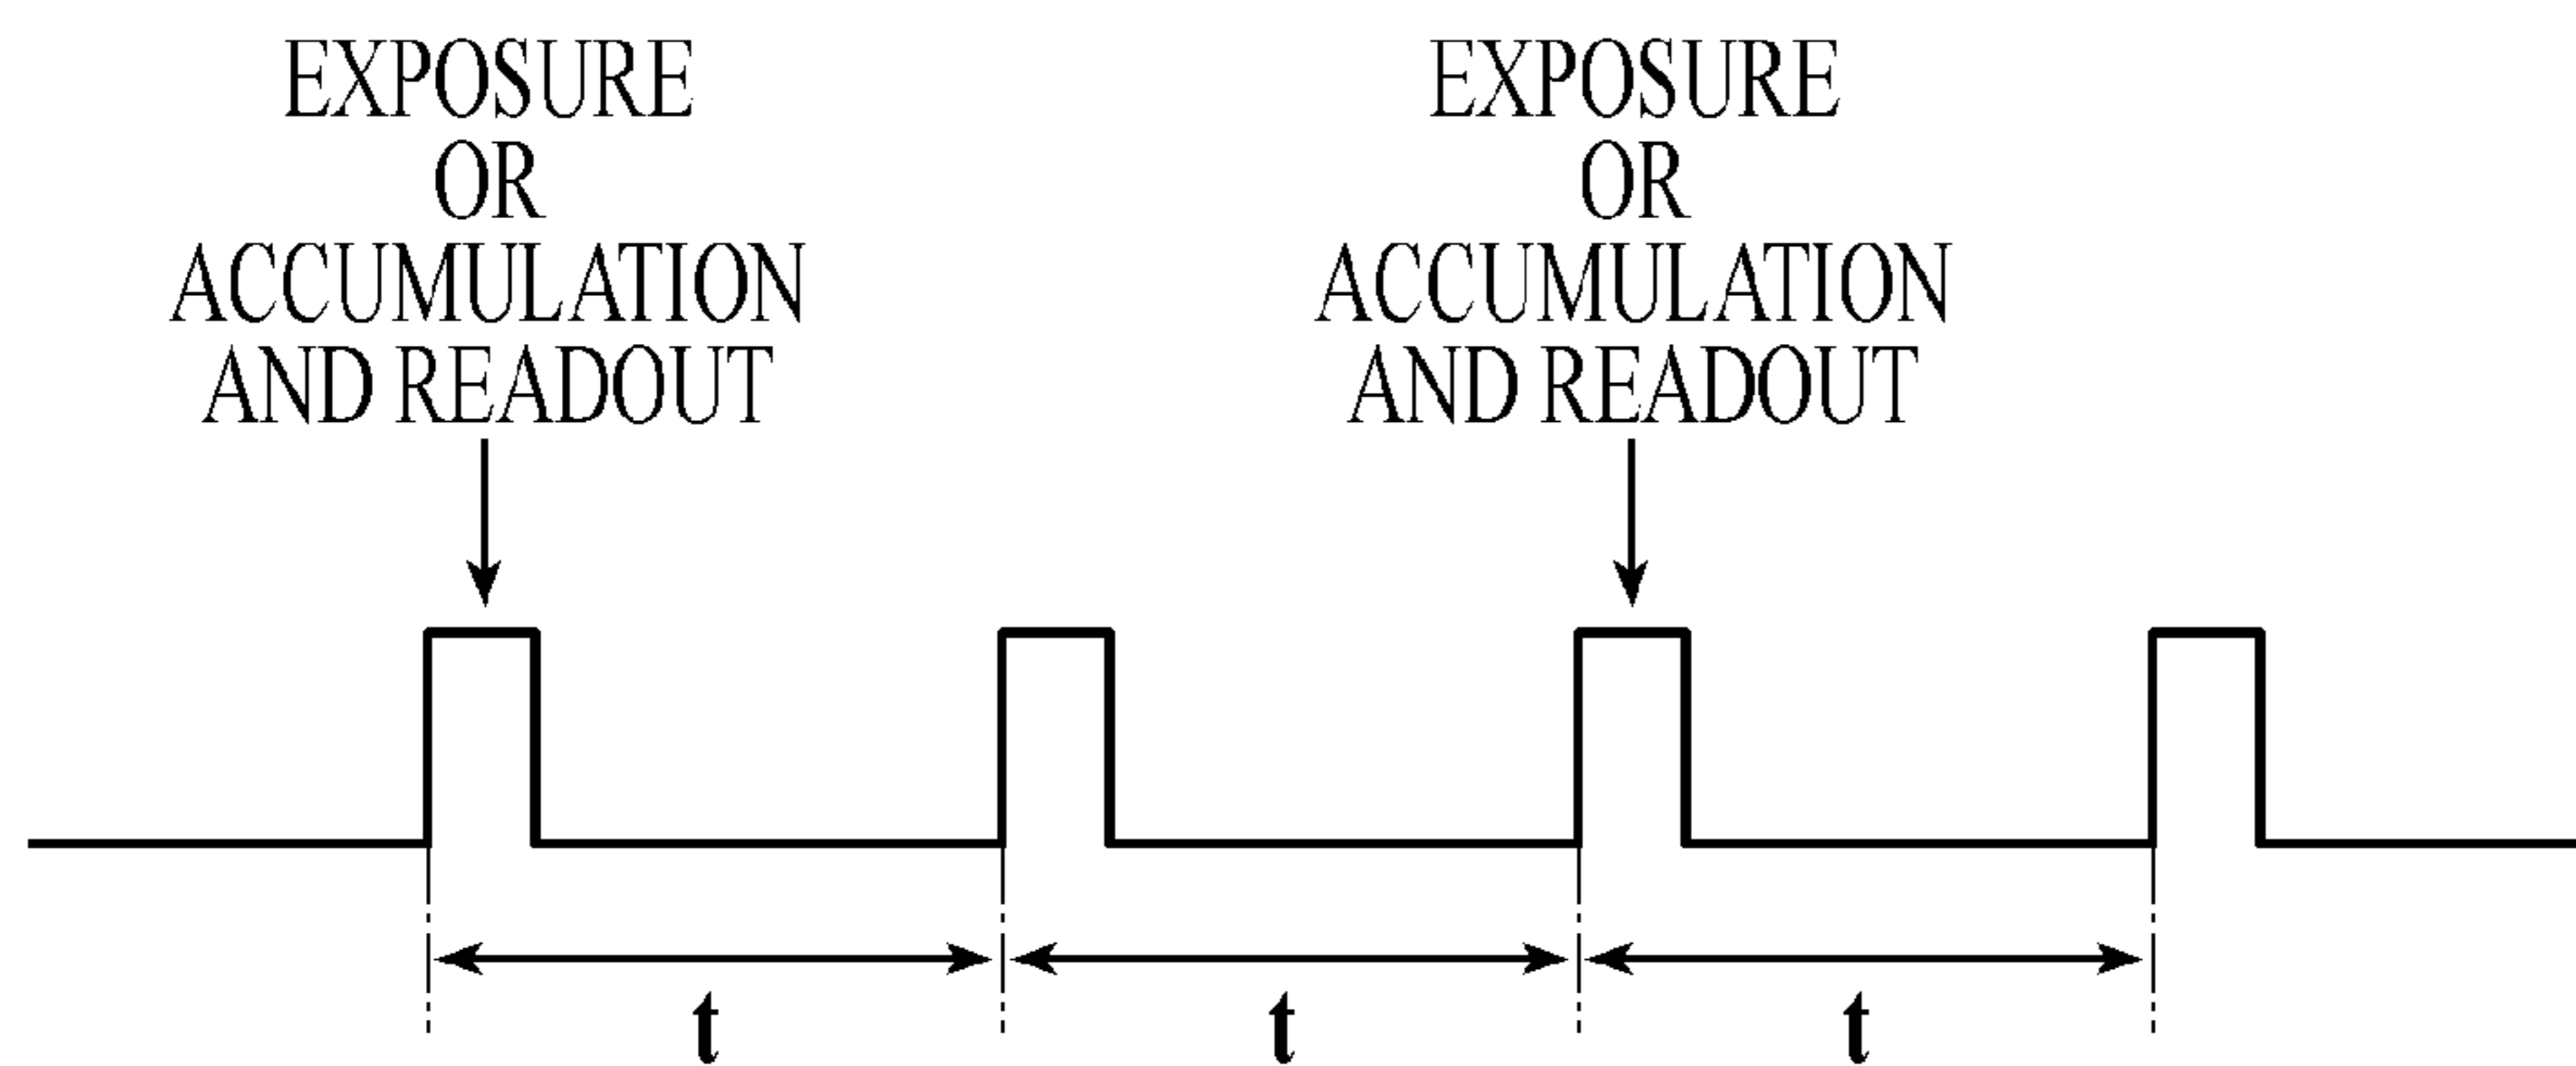 EXPOSURE
OR
ACCUMULATION
AND READOUT
EXPOSURE
OR
ACCUMULATION
AND READOUT
t
t
t